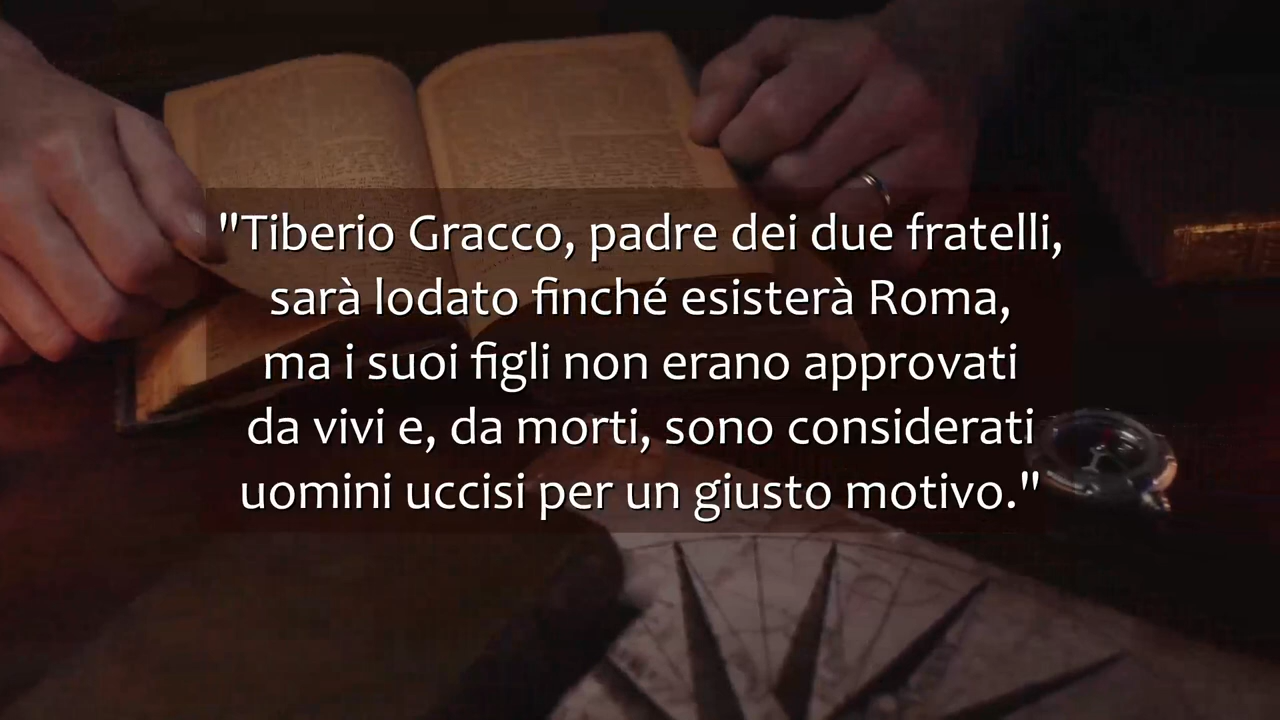 "Tiberio Gracco, padre dei due fratelli,
sarà lodato finché esisterà Roma,
ma i suoi figli non erano approvati
da vivi e, da morti, sono considerati
uomini uccisi per un giusto motivo."